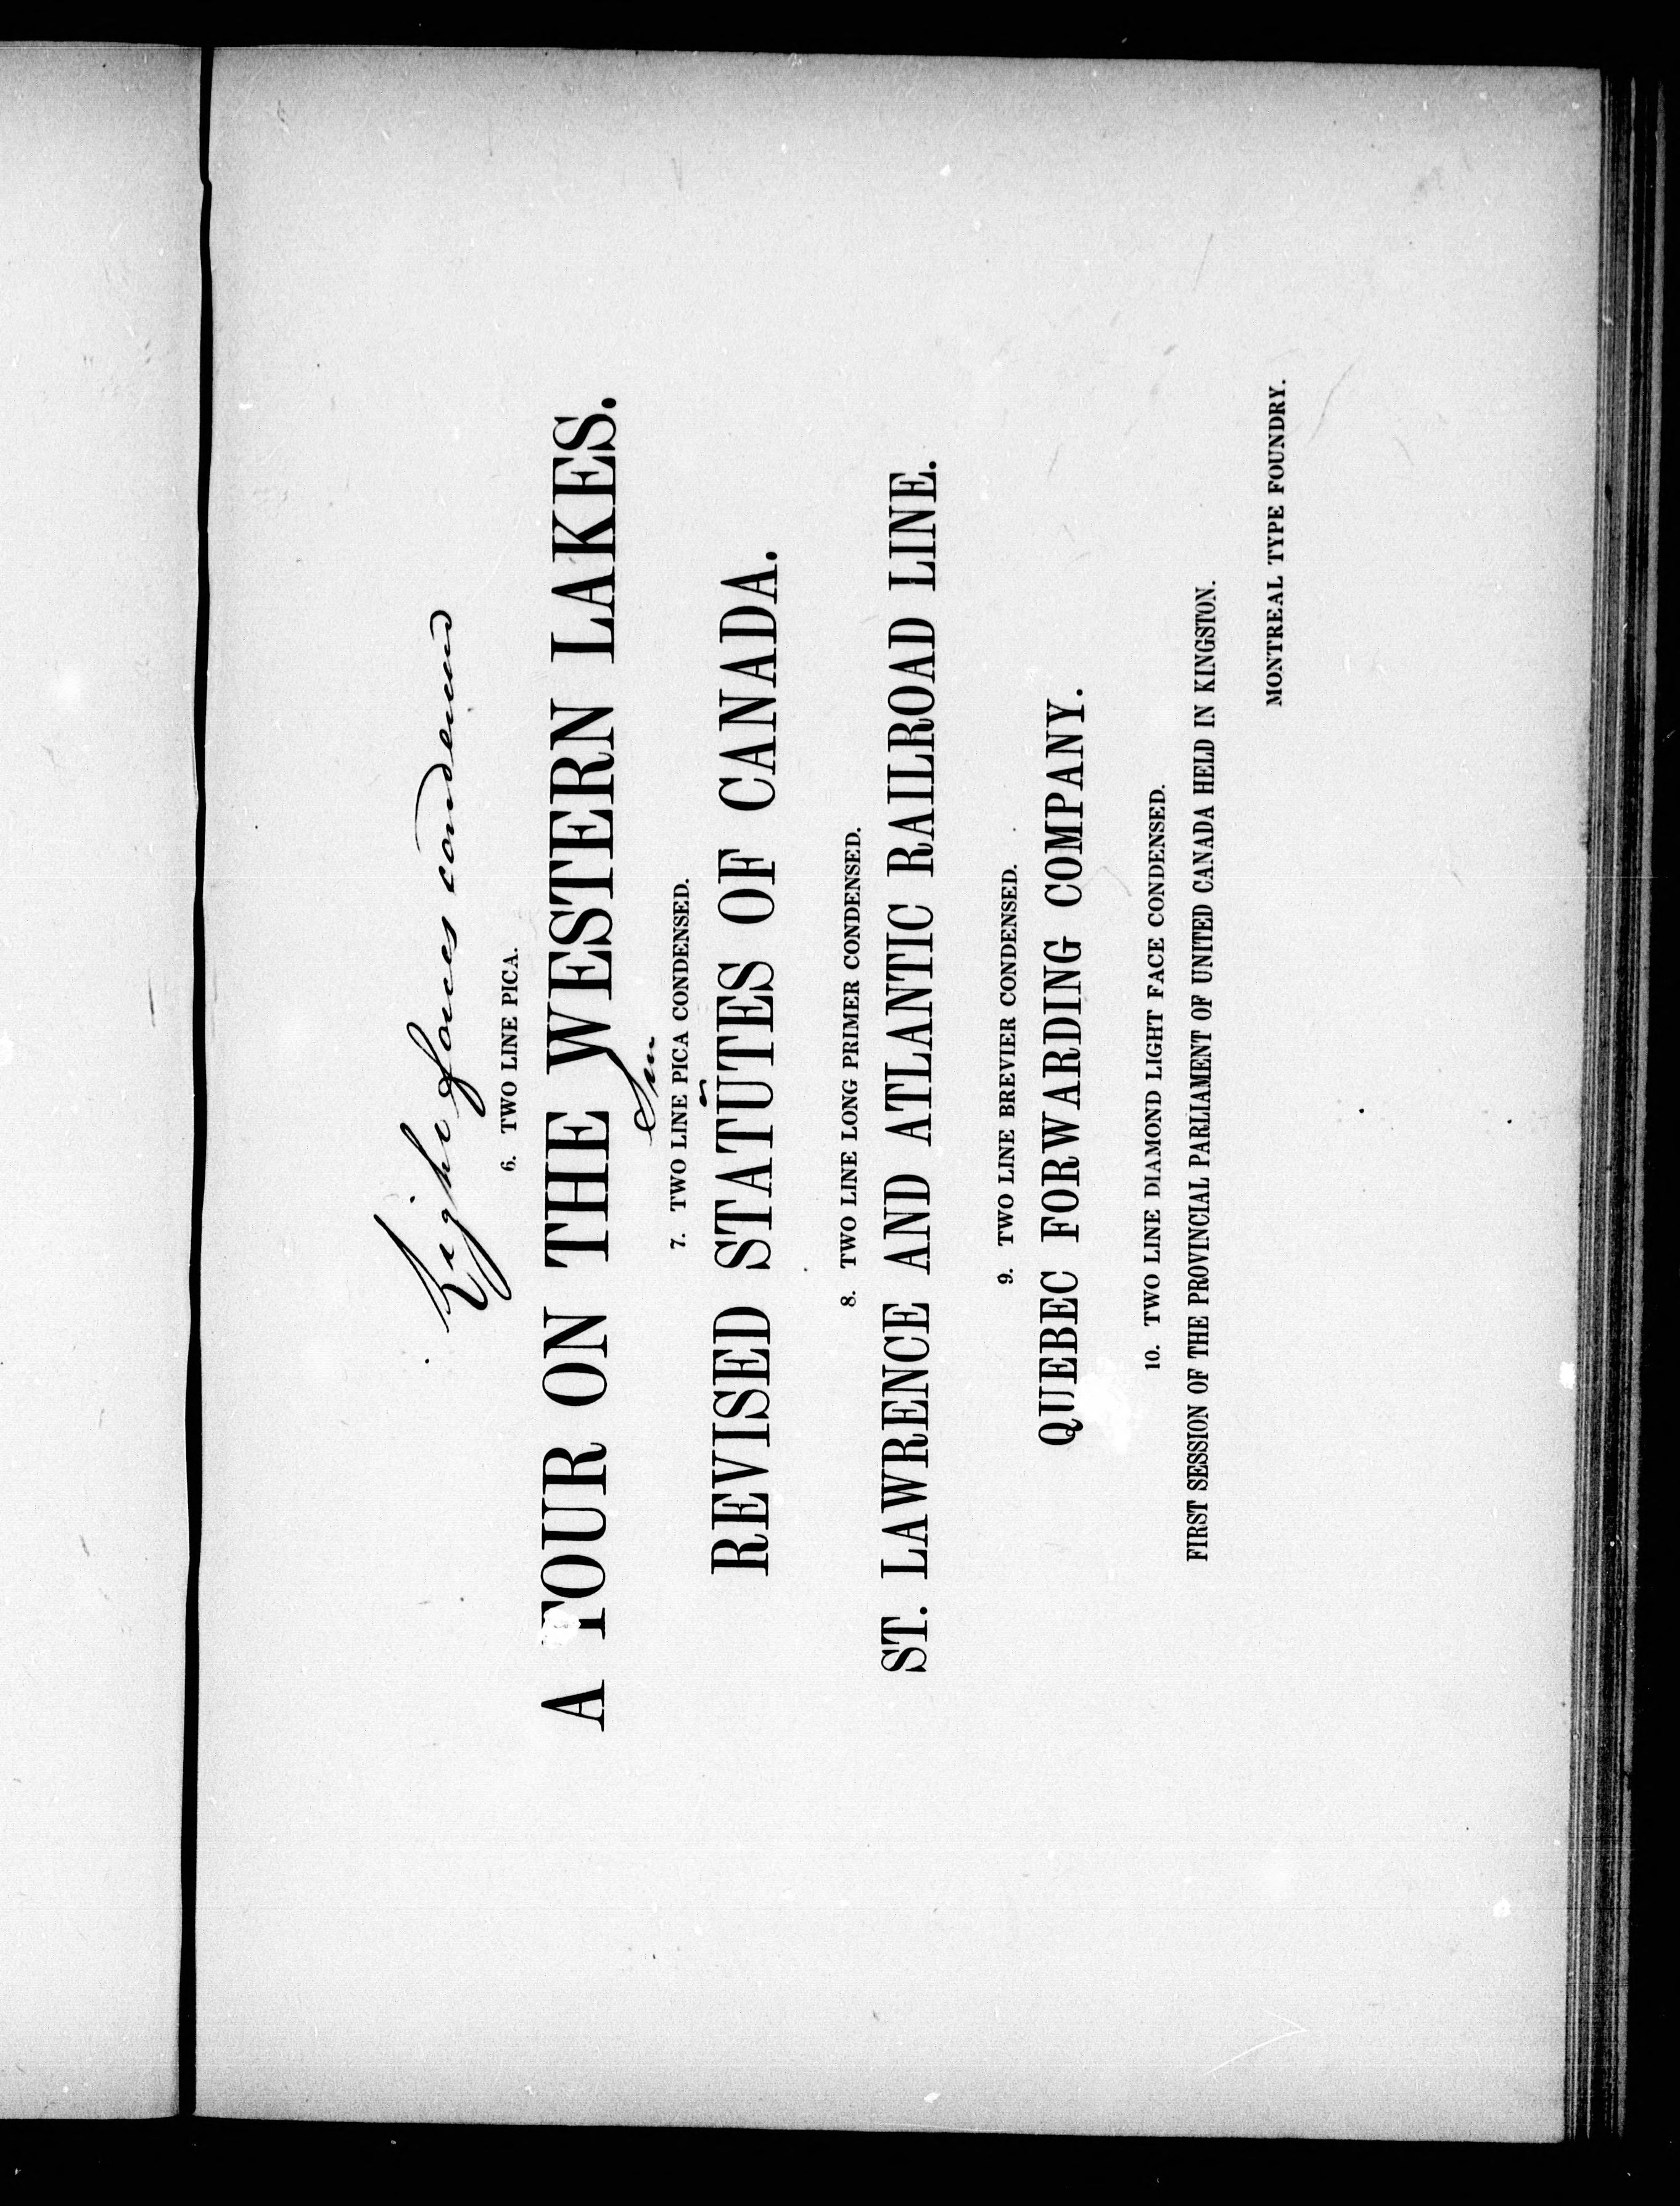 Light faces condensed
6. TWO LINE PICA.
A TOUR ON THE WESTERN LAKES.
7. TWO LINE PICA CONDENSED.
REVISED STATUTES OF CANADA.
8. TWO LINE LONG PRIMER CONDENSED.
ST. LAWRENCE AND ATLANTIC RAILROAD LINE.
9. TWO LINE BREVIER CONDENSED.
QUEBEC FORWARDING COMPANY.
10. TWO LINE DIAMOND LIGHT FACE CONDENSED.
FIRST SESSION OF THE PROVINCIAL PARLIAMENT OF UNITED CANADA HELD IN KINGSTON.
MONTREAL TYPE FOUNDRY.